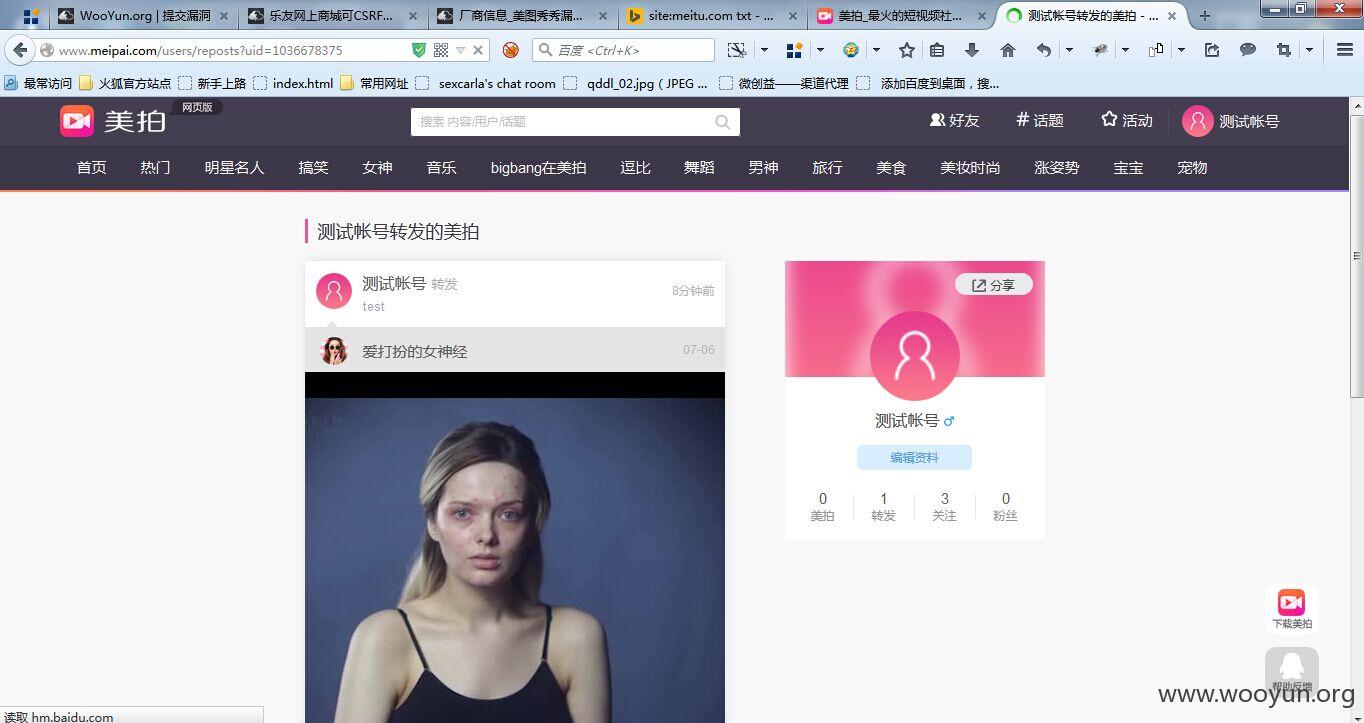 WooYun.org | 提交漏洞
乐友网上商城可CSRF...
厂商信息_美图秀秀漏...
site:meitu.com txt - ...
美拍_最火的短视频社...
测试帐号转发的美拍 - ...
www.meipai.com/users/reposts?uid=1036678375
百度 <Ctrl+K>
最常访问
火狐官方站点
新手上路
index.html
常用网址
sexcarla's chat room
qddl_02.jpg ( JPEG ...
微创益——渠道代理
添加百度到桌面，搜...
美拍
网页版
搜索 内容/用户/话题
好友
# 话题
活动
测试帐号
首页
热门
明星名人
搞笑
女神
音乐
bigbang在美拍
逗比
舞蹈
男神
旅行
美食
美妆时尚
涨姿势
宝宝
宠物
测试帐号转发的美拍
测试帐号 转发
8分钟前
test
爱打扮的女神经
07-06
分享
测试帐号
编辑资料
0
1
3
0
美拍
转发
关注
粉丝
下载美拍
帮助反馈
www.wooyun.org
读取 hm.baidu.com